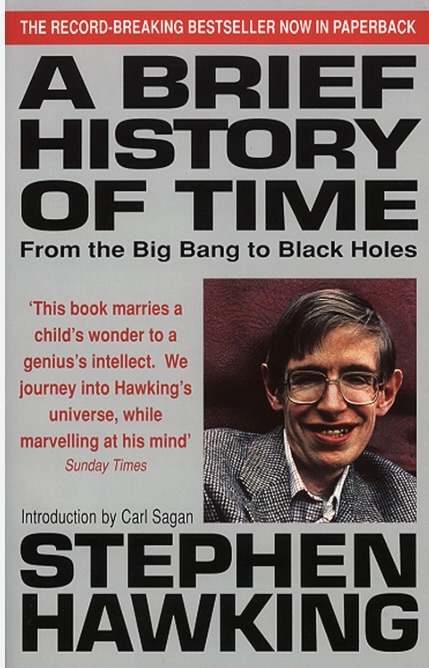 THE RECORD-BREAKING BESTSELLER NOW IN PAPERBACK
A BRIEF
HISTORY
OF TIME
From the Big Bang to Black Holes
‘This book marries a
child’s wonder to a
genius’s intellect. We
journey into Hawking’s
universe, while
marvelling at his mind’
Sunday Times
Introduction by Carl Sagan
STEPHEN
HAWKING